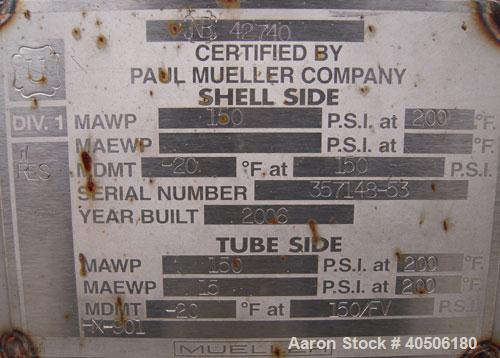 NB 42740
CERTIFIED BY
PAUL MUELLER COMPANY
SHELL SIDE
U
DIV. 1
MAWP 150 P.S.I. at 200 °F.
MAEWP P.S.I. at °F.
MDMT -20 °F. at 150 P.S.I.
RES
SERIAL NUMBER 357148-53
YEAR BUILT 2006
TUBE SIDE
MAWP 150 P.S.I. at 200 °F.
MAEWP 15 P.S.I. at 200 °F.
MDMT -20 °F. at 150/FV P.S.I.
HX-901
MUELLER
Aaron Stock # 40506180